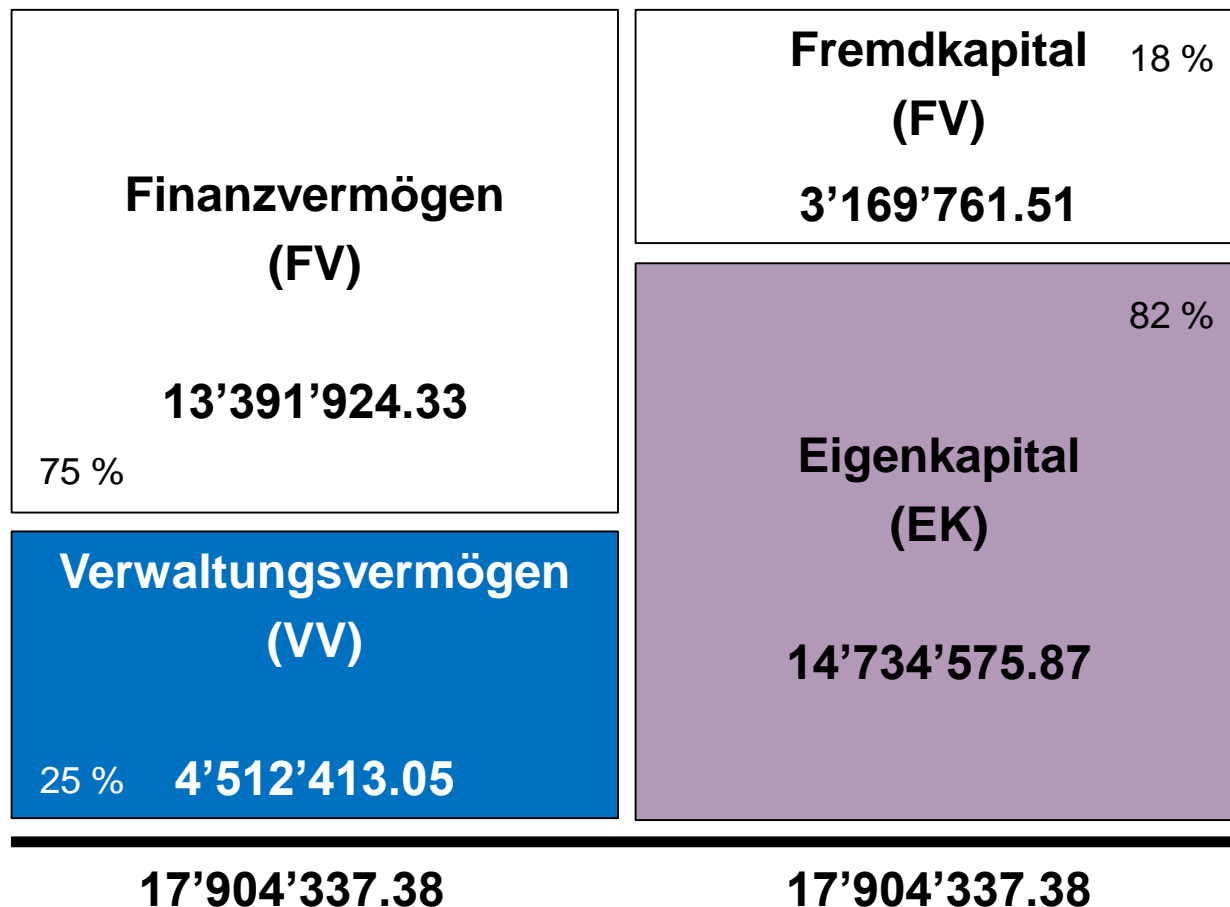 Finanzvermögen
(FV)
13’391’924.33
75 %
Verwaltungsvermögen
(VV)
25 % 4’512’413.05
17’904’337.38
Fremdkapital 18 %
(FV)
3’169’761.51
82 %
Eigenkapital
(EK)
14’734’575.87
17’904’337.38